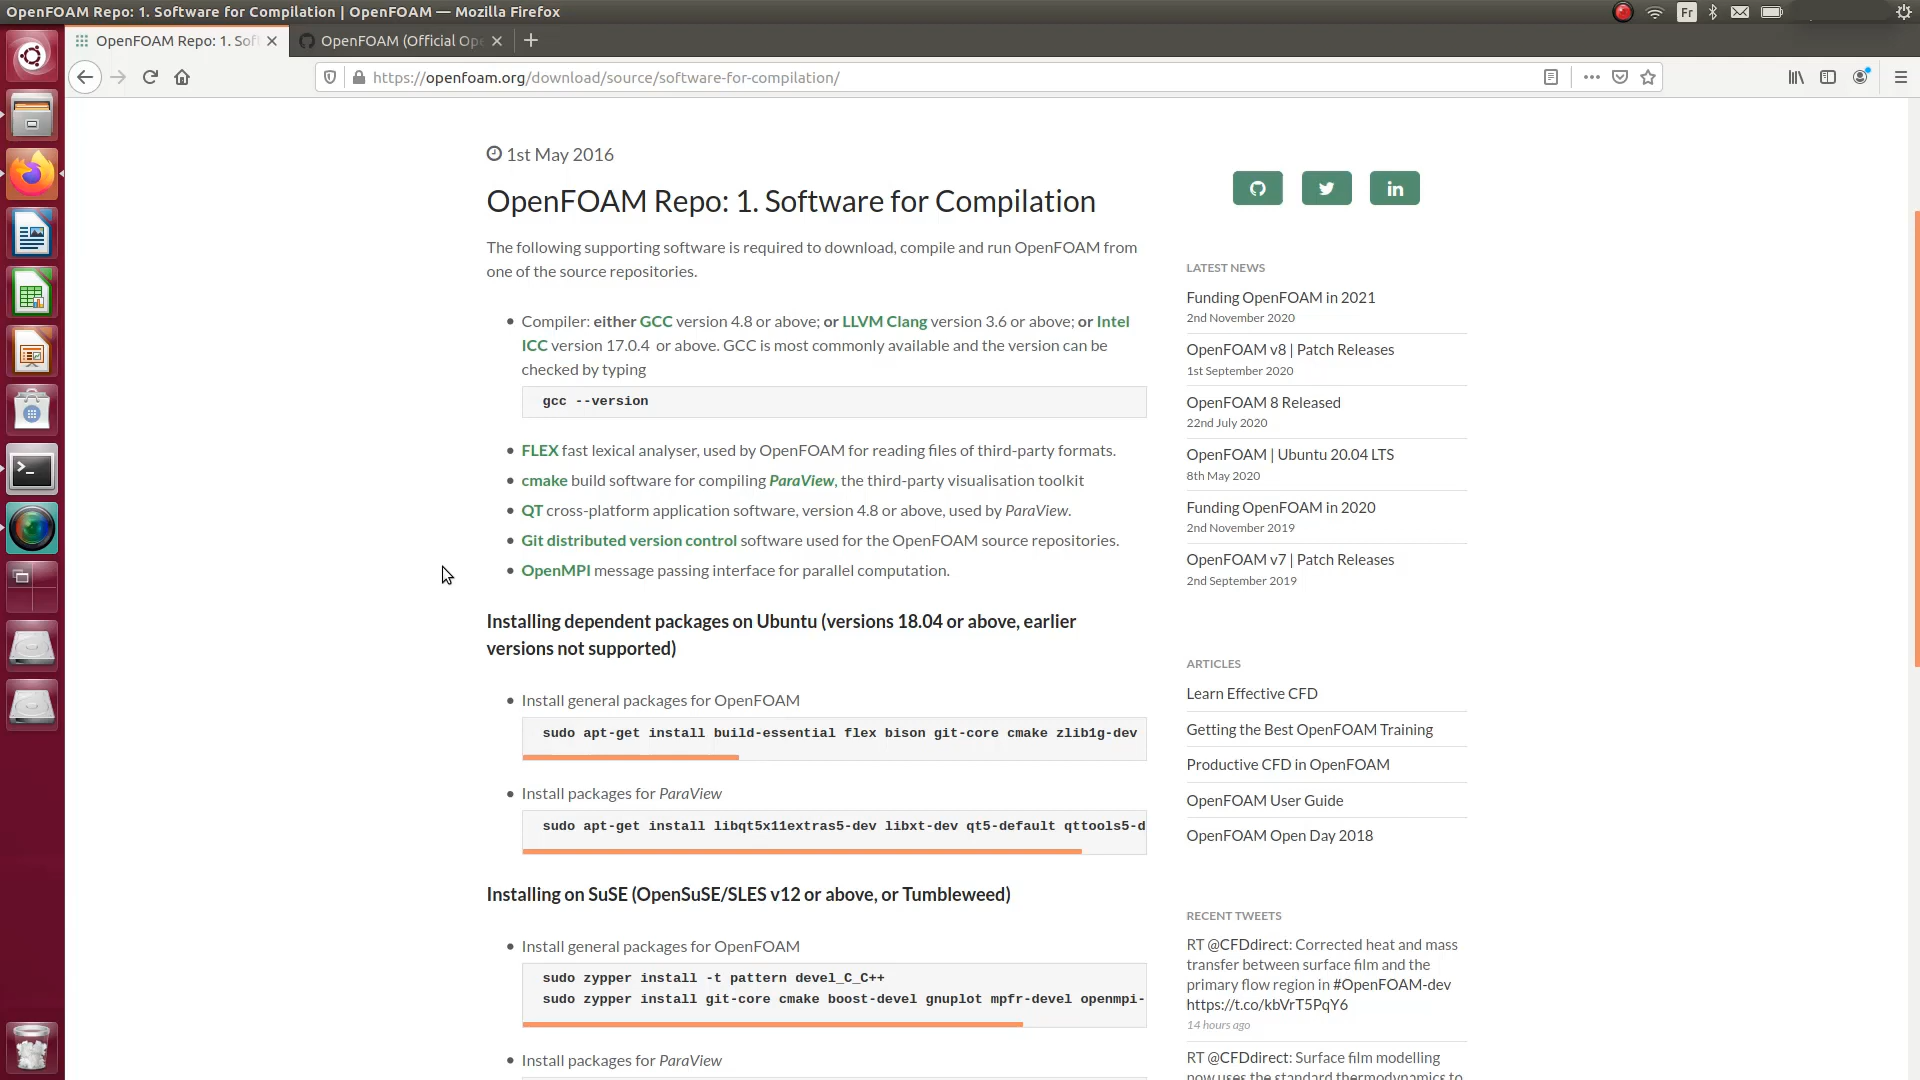 OpenFOAM Repo: 1. Software for Compilation | OpenFOAM — Mozilla Firefox
Fr
OpenFOAM Repo: 1. Sof
OpenFOAM (Official Ope
https://openfoam.org/download/source/software-for-compilation/
1st May 2016
OpenFOAM Repo: 1. Software for Compilation
The following supporting software is required to download, compile and run OpenFOAM from
one of the source repositories.
Compiler: either GCC version 4.8 or above; or LLVM Clang version 3.6 or above; or Intel
ICC version 17.0.4 or above. GCC is most commonly available and the version can be
checked by typing
gcc --version
FLEX fast lexical analyser, used by OpenFOAM for reading files of third-party formats.
cmake build software for compiling ParaView, the third-party visualisation toolkit
QT cross-platform application software, version 4.8 or above, used by ParaView.
Git distributed version control software used for the OpenFOAM source repositories.
OpenMPI message passing interface for parallel computation.
Installing dependent packages on Ubuntu (versions 18.04 or above, earlier
versions not supported)
Install general packages for OpenFOAM
sudo apt-get install build-essential flex bison git-core cmake zlib1g-dev
Install packages for ParaView
sudo apt-get install libqt5x11extras5-dev libxt-dev qt5-default qttools5-d
Installing on SuSE (OpenSuSE/SLES v12 or above, or Tumbleweed)
Install general packages for OpenFOAM
sudo zypper install -t pattern devel_C_C++
sudo zypper install git-core cmake boost-devel gnuplot mpfr-devel openmpi-
Install packages for ParaView
LATEST NEWS
Funding OpenFOAM in 2021
2nd November 2020
OpenFOAM v8 | Patch Releases
1st September 2020
OpenFOAM 8 Released
22nd July 2020
OpenFOAM | Ubuntu 20.04 LTS
8th May 2020
Funding OpenFOAM in 2020
2nd November 2019
OpenFOAM v7 | Patch Releases
2nd September 2019
ARTICLES
Learn Effective CFD
Getting the Best OpenFOAM Training
Productive CFD in OpenFOAM
OpenFOAM User Guide
OpenFOAM Open Day 2018
RECENT TWEETS
RT @CFDdirect: Corrected heat and mass
transfer between surface film and the
primary flow region in #OpenFOAM-dev
https://t.co/kbVrT5PqY6
14 hours ago
RT @CFDdirect: Surface film modelling
now uses the standard thermodynamics to